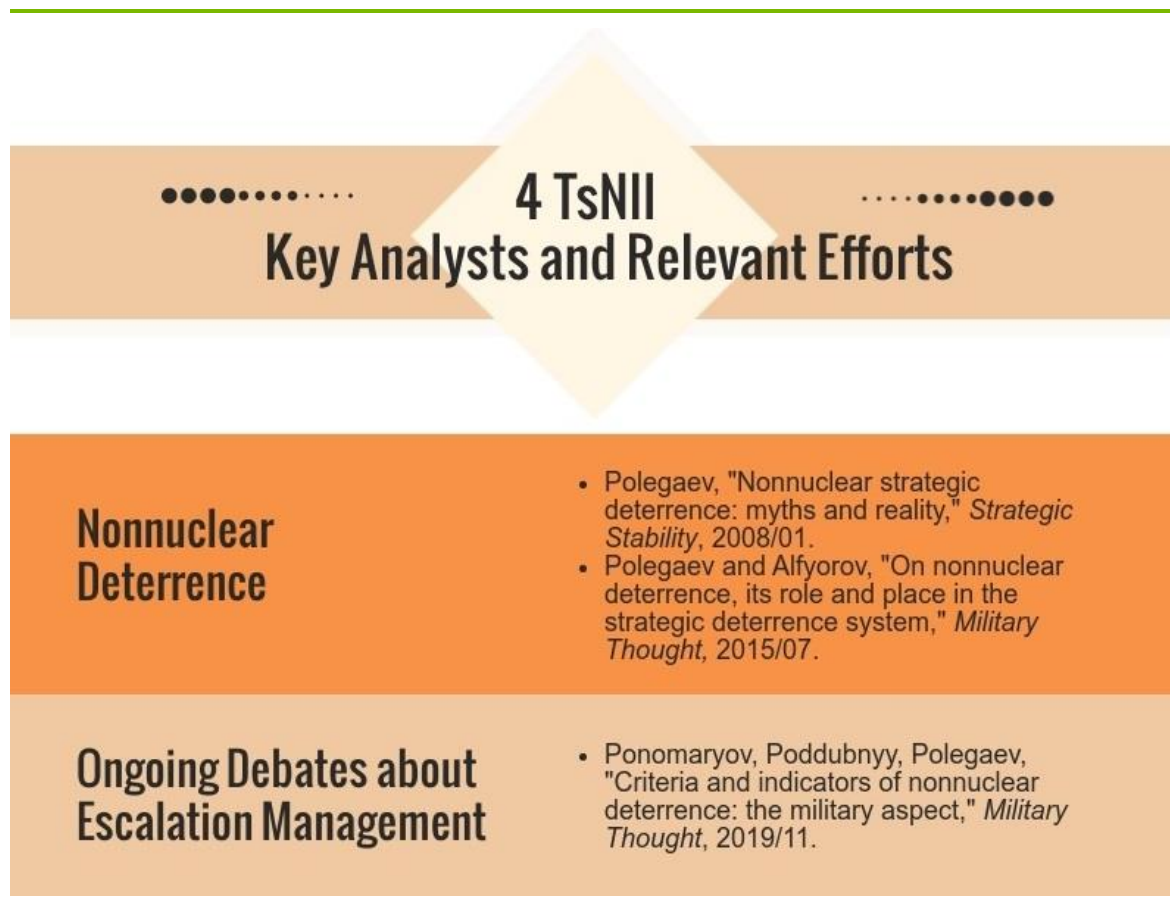 4 TsNII
Key Analysts and Relevant Efforts
Nonnuclear
Deterrence
• Polegaev, "Nonnuclear strategic
deterrence: myths and reality," Strategic
Stability, 2008/01.
• Polegaev and Alfyorov, "On nonnuclear
deterrence, its role and place in the
strategic deterrence system," Military
Thought, 2015/07.
Ongoing Debates about
Escalation Management
• Ponomaryov, Poddubnyy, Polegaev,
"Criteria and indicators of nonnuclear
deterrence: the military aspect," Military
Thought, 2019/11.